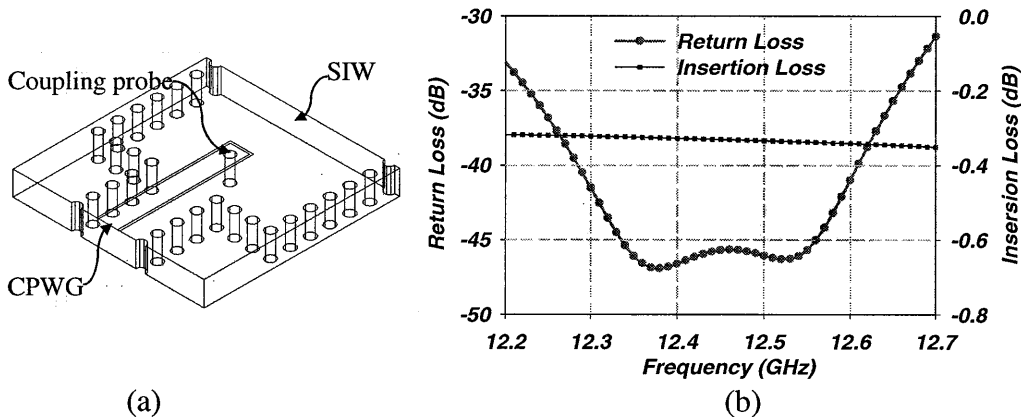 Coupling probe
SIW
CPWG
(a)
Return Loss (dB)
-30
-35
-40
-45
-50
Return Loss
Insertion Loss
0.0
-0.2
-0.4
-0.6
-0.8
Insersion Loss (dB)
12.2 12.3 12.4 12.5 12.6 12.7
Frequency (GHz)
(b)